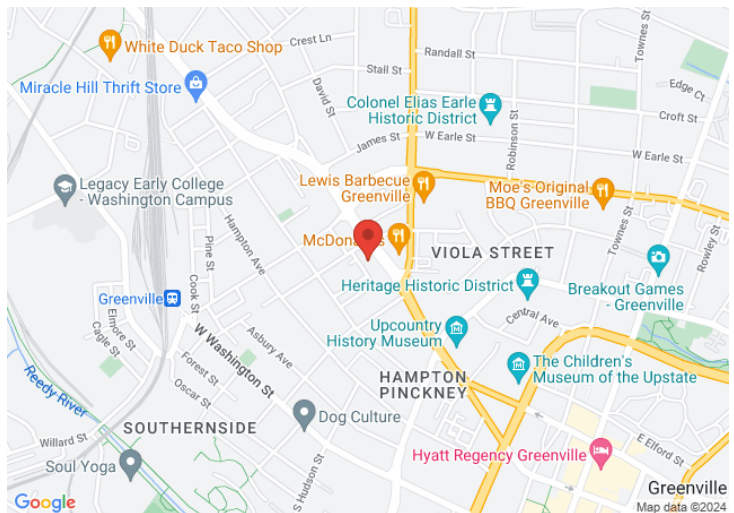 Crest Ln
White Duck Taco Shop
Randall St
Townes St
Stall St
Miracle Hill Thrift Store
David St
Edge Ct
Colonel Elias Earle
Historic District
Croft St
Robinson St
James St
W Earle St
W Earle St
Legacy Early College
- Washington Campus
Lewis Barbecue
Greenville
Moe's Original
BBQ Greenville
Townes St
Rowley St
Hampton Ave
Pine St
McDonald's
VIOLA STREET
Heritage Historic District
Breakout Games
- Greenville
Greenville
Cook St
Elmore St
Cagle St
W Washington St
Asbury Ave
Central Ave
Upcountry
History Museum
Forest St
Oscar St
The Children's
Museum of the Upstate
Reedy River
HAMPTON
PINCKNEY
Dog Culture
SOUTHERNSIDE
Willard St
Soul Yoga
S Hudson St
E Elford St
Hyatt Regency Greenville
Greenville
Google
Map data ©2024